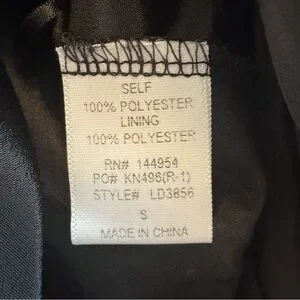 SELF
100% POLYESTER
LINING
100% POLYESTER
RN# 144954
PO# KN496(R-1)
STYLE# LD3856
S
MADE IN CHINA